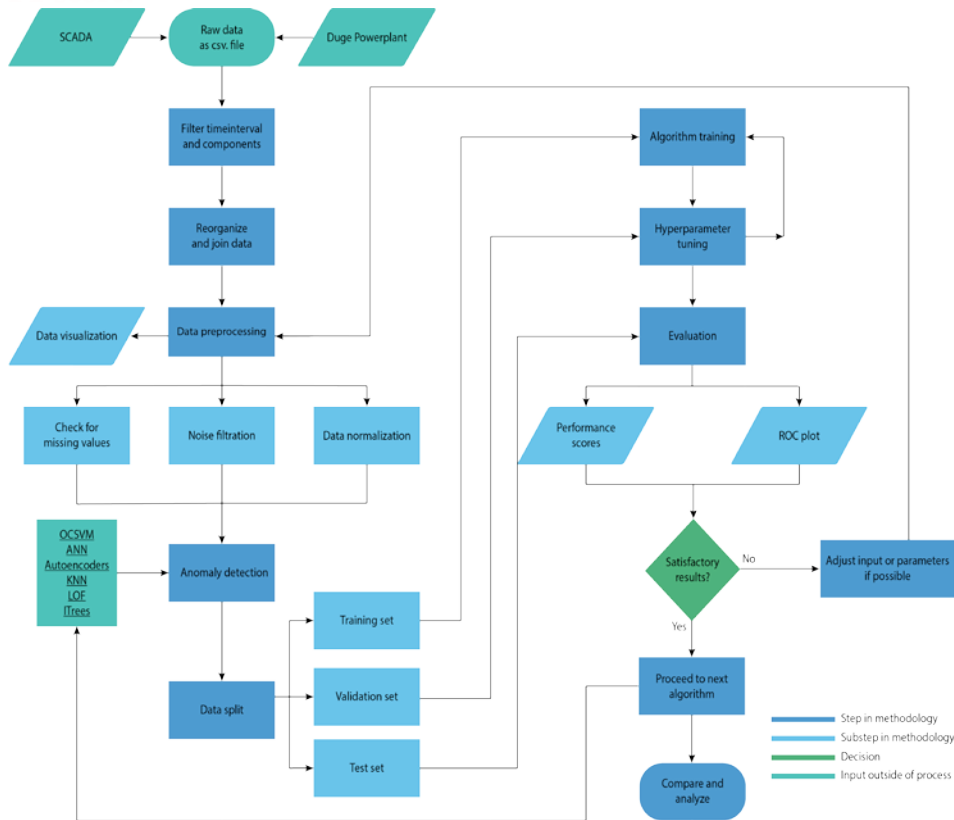 SCADA
Raw data
as csv. file
Duge Powerplant
Filter timeinterval
and components
Reorganize
and join data
Data visualization
Data preprocessing
Check for
missing values
Noise filtration
Data normalization
OCSVM
ANN
Autoencoders
KNN
LOF
ITrees
Anomaly detection
Data split
Training set
Validation set
Test set
Algorithm training
Hyperparameter
tuning
Evaluation
Performance
scores
ROC plot
Satisfactory
results?
No
Adjust input or parameters
if possible
Yes
Proceed to next
algorithm
Compare and
analyze
Step in methodology
Substep in methodology
Decision
Input outside of process